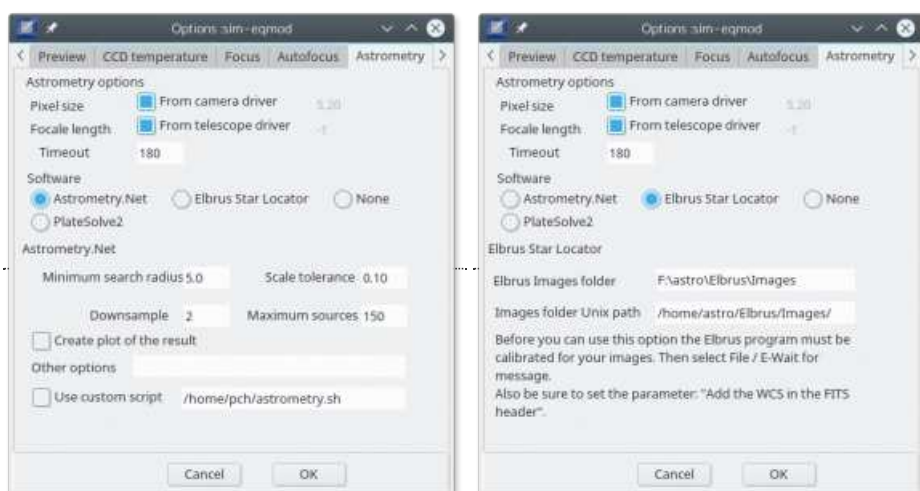 Options :sim-eqmod
Preview CCD temperature Focus Autofocus Astrometry
Astrometry options
Pixel size From camera driver 5.20
Focale length From telescope driver -1
Timeout 180
Software
Astrometry.Net Elbrus Star Locator None
PlateSolve2
Astrometry.Net
Minimum search radius 5.0 Scale tolerance 0.10
Downsample 2 Maximum sources 150
Create plot of the result
Other options
Use custom script /home/pch/astrometry.sh
Cancel OK
Options :sim-eqmod
Preview CCD temperature Focus Autofocus Astrometry
Astrometry options
Pixel size From camera driver 5.20
Focale length From telescope driver -1
Timeout 180
Software
Astrometry.Net Elbrus Star Locator None
PlateSolve2
Elbrus Star Locator
Elbrus Images folder F:\astro\Elbrus\Images
Images folder Unix path /home/astro/Elbrus/Images/
Before you can use this option the Elbrus program must be
calibrated for your images. Then select File / E-Wait for
message.
Also be sure to set the parameter: "Add the WCS in the FITS
header".
Cancel OK